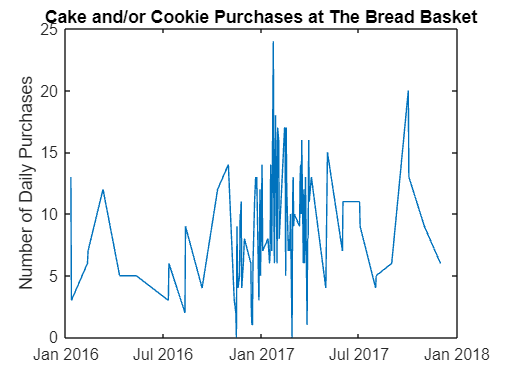 Cake and/or Cookie Purchases at The Bread Basket
25
20
15
10
5
0
Number of Daily Purchases
Jan 2016 Jul 2016 Jan 2017 Jul 2017 Jan 2018